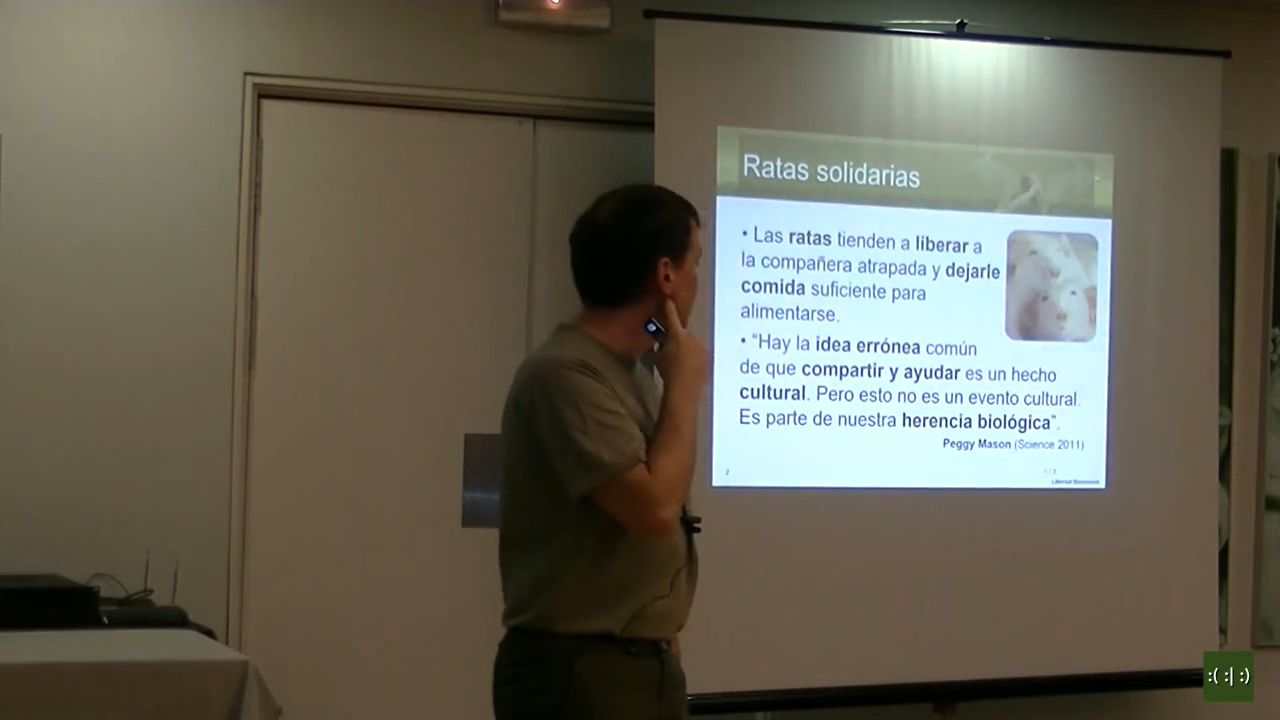 Ratas solidarias
• Las ratas tienden a liberar a
la compañera atrapada y dejarle
comida suficiente para
alimentarse.
• "Hay la idea errónea común
de que compartir y ayudar es un hecho
cultural. Pero esto no es un evento cultural.
Es parte de nuestra herencia biológica".
Peggy Mason (Science 2011)
:( :| :)